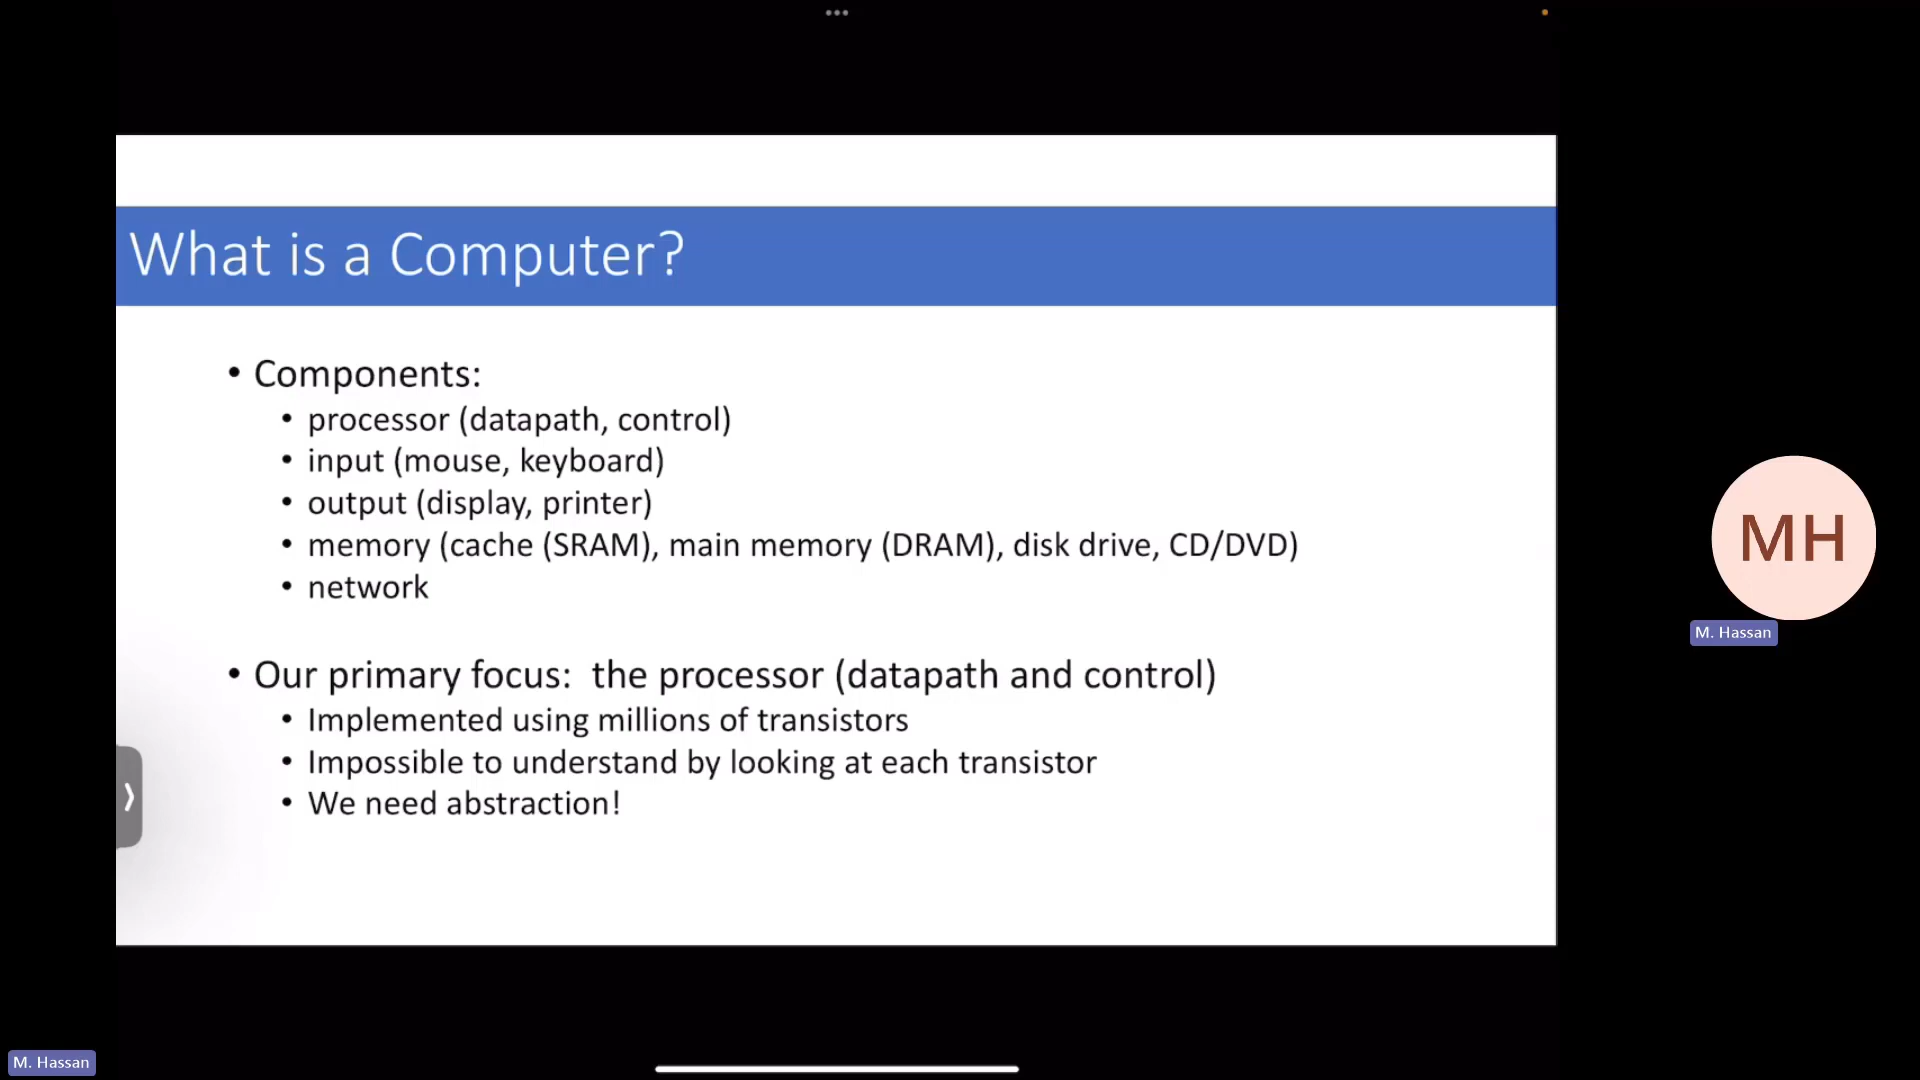 What is a Computer?
• Components:
• processor (datapath, control)
• input (mouse, keyboard)
• output (display, printer)
• memory (cache (SRAM), main memory (DRAM), disk drive, CD/DVD)
• network
• Our primary focus:  the processor (datapath and control)
• Implemented using millions of transistors
• Impossible to understand by looking at each transistor
• We need abstraction!
MH
M. Hassan
M. Hassan